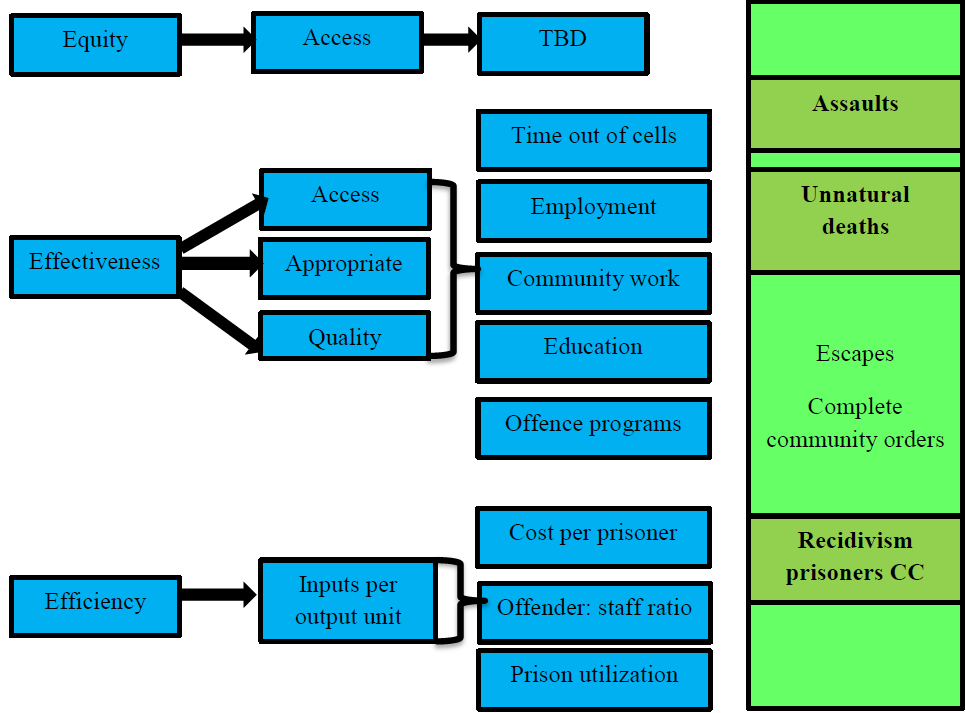 Equity
Access
TBD
Effectiveness
Access
Appropriate
Quality
Time out of cells
Employment
Community work
Education
Offence programs
Efficiency
Inputs per
output unit
Cost per prisoner
Offender: staff ratio
Prison utilization
Assaults
Unnatural
deaths
Escapes
Complete
community orders
Recidivism
prisoners CC